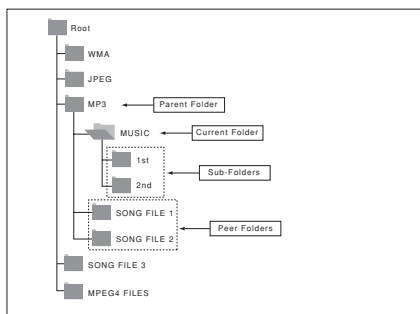 Root
WMA
JPEG
MP3
Parent Folder
MUSIC
Current Folder
1st
Sub-Folders
2nd
SONG FILE 1
Peer Folders
SONG FILE 2
SONG FILE 3
MPEG4 FILES